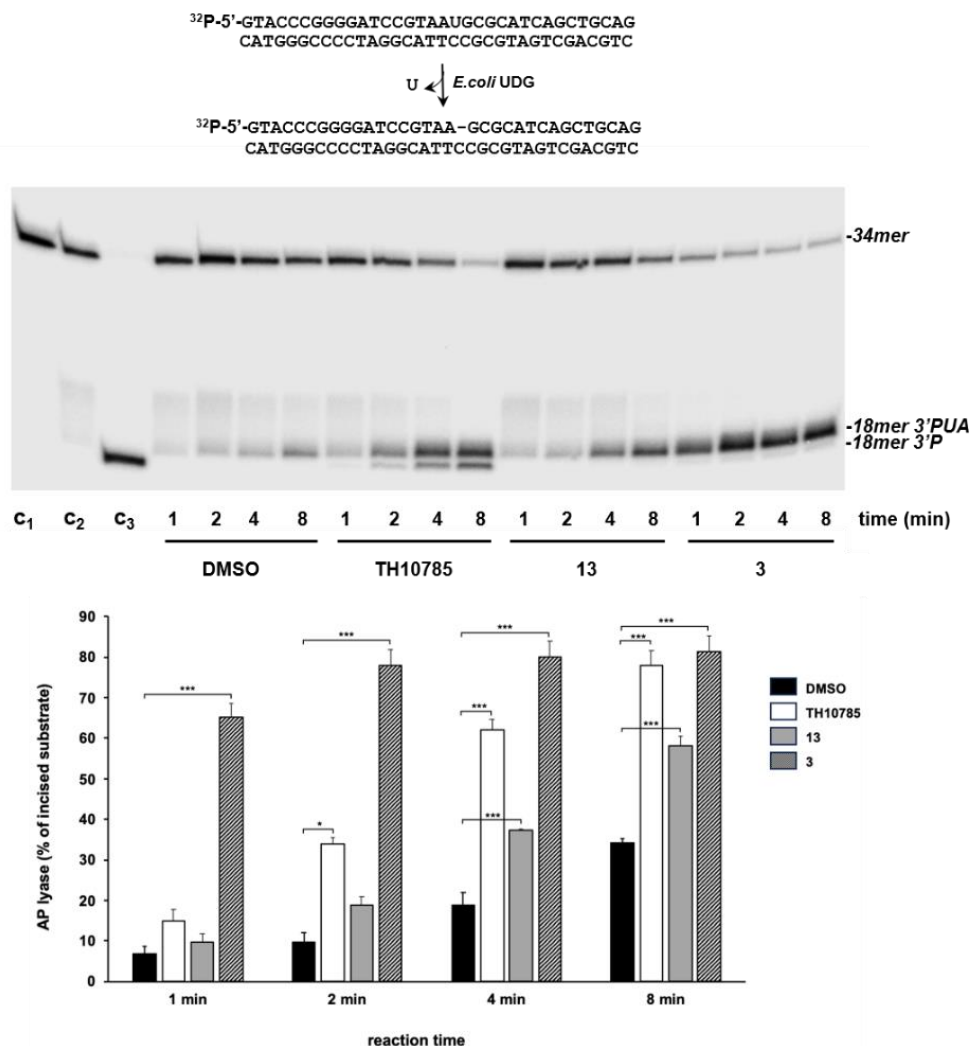 32P-5'-GTACCCGGGGATCCGTAAUGCGCATCAGCTGCAG
CATGGGCCCCTAGGCATTCCGCGTAGTCGACGTC
U E.coli UDG
32P-5'-GTACCCGGGGATCCGTAA-GCGCATCAGCTGCAG
CATGGGCCCCTAGGCATTCCGCGTAGTCGACGTC
-34mer
-18mer 3'PUA
-18mer 3'P
C1 C2 C3 1 2 4 8 1 2 4 8 1 2 4 8 1 2 4 8 time (min)
DMSO TH10785 13 3
90
80
70
60
50
40
30
20
10
0
AP lyase (% of incised substrate)
***
***
*
***
***
***
***
***
***
DMSO
TH10785
13
3
1 min 2 min 4 min 8 min
reaction time